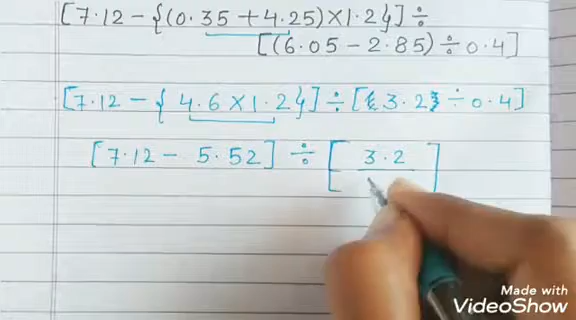 [7.12 - {(0.35 + 4.25) × 1.2}] ÷
[(6.05 - 2.85) ÷ 0.4]
[7.12 - { 4.6 × 1.2}] ÷ [{3.2} ÷ 0.4]
[7.12 - 5.52] ÷ [ 3.2
Made with
VideoShow